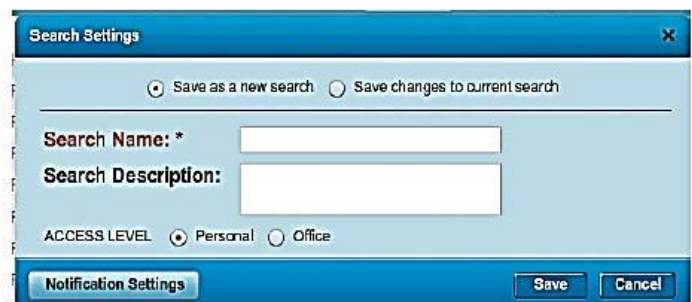 Search Settings
Save as a new search Save changes to current search
Search Name: *
Search Description:
ACCESS LEVEL Personal Office
Notification Settings Save Cancel